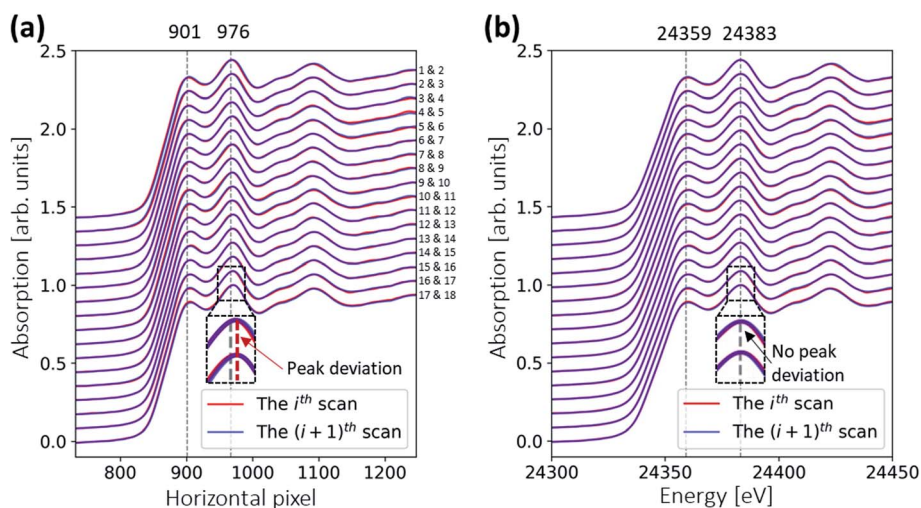 (a)
901 976
2.5
2.0
1.5
1.0
0.5
0.0
Absorption [arb. units]
1 & 2
2 & 3
3 & 4
4 & 5
5 & 6
6 & 7
7 & 8
8 & 9
9 & 10
10 & 11
11 & 12
12 & 13
13 & 14
14 & 15
15 & 16
16 & 17
17 & 18
Peak deviation
The i^th scan
The (i + 1)^th scan
800 900 1000 1100 1200
Horizontal pixel
(b)
24359 24383
2.5
2.0
1.5
1.0
0.5
0.0
Absorption [arb. units]
No peak
deviation
The i^th scan
The (i + 1)^th scan
24300 24350 24400 24450
Energy [eV]